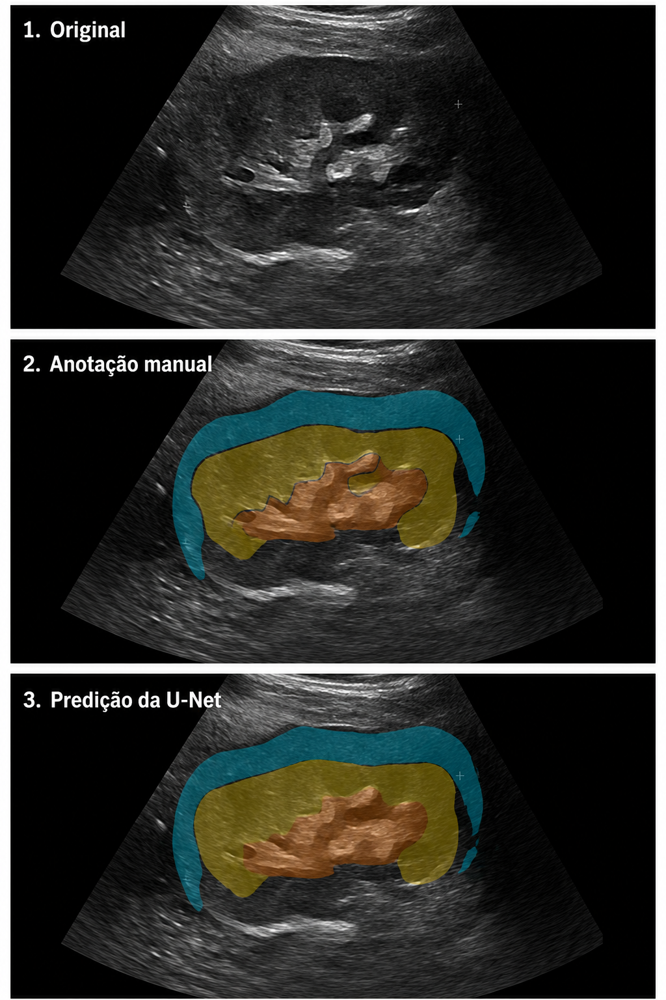 1. Original
2. Anotação manual
3. Predição da U-Net